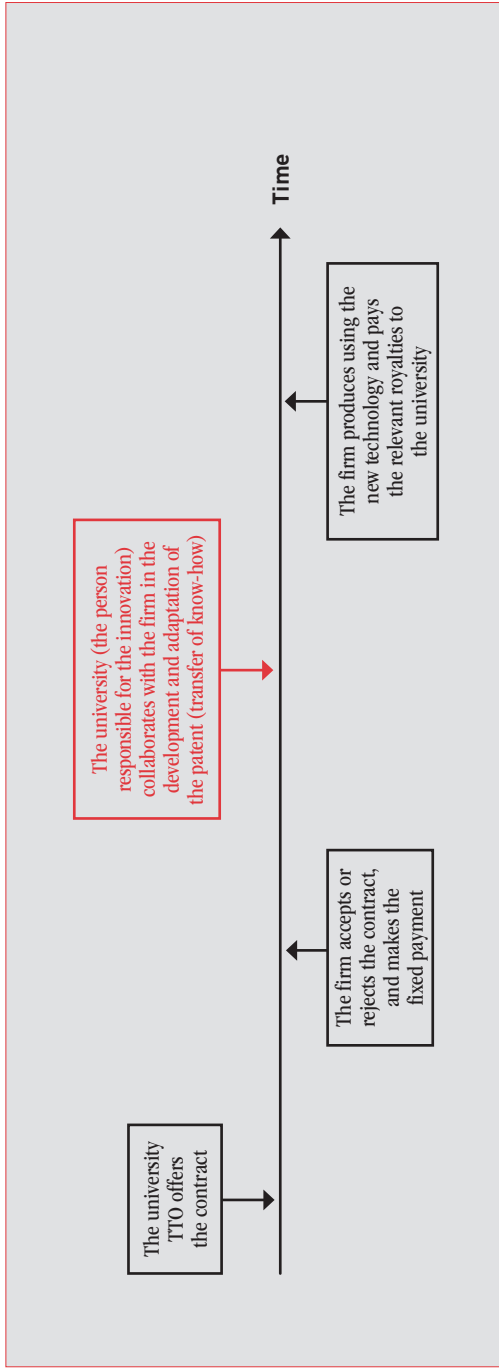 The university
TTO offers
the contract
The firm accepts or
rejects the contract,
and makes the
fixed payment
The university (the person
responsible for the innovation)
collaborates with the firm in the
development and adaptation of
the patent (transfer of know-how)
The firm produces using the
new technology and pays
the relevant royalties to
the university
Time